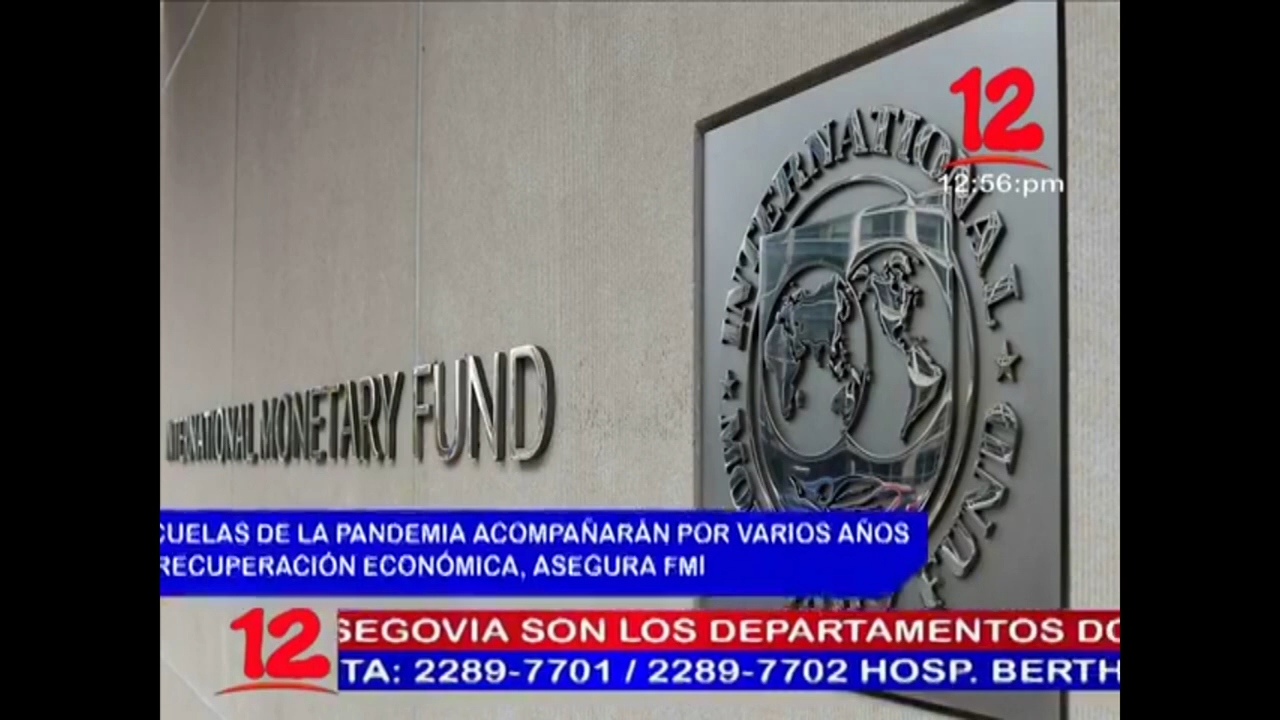 12
12:56:pm
INTERNATIONAL
INTERNATIONAL MONETARY FUND
FUND
CUELAS DE LA PANDEMIA ACOMPAÑARÁN POR VARIOS AÑOS
RECUPERACIÓN ECONÓMICA, ASEGURA FMI
12
SEGOVIA SON LOS DEPARTAMENTOS DO
TA: 2289-7701 / 2289-7702 HOSP. BERTH